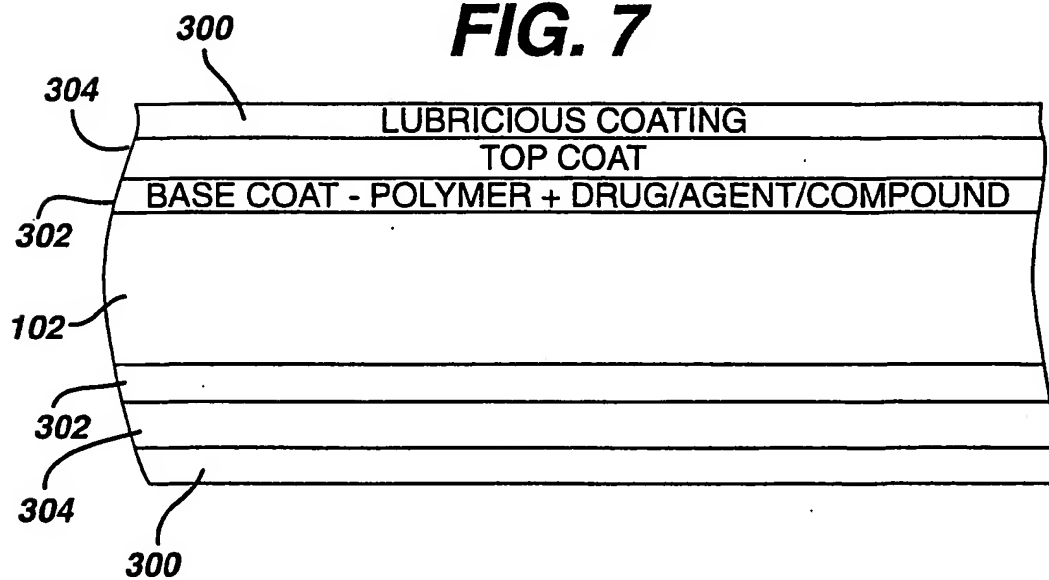 FIG. 7
300
304
LUBRICIOUS COATING
TOP COAT
BASE COAT - POLYMER + DRUG/AGENT/COMPOUND
302
102
302
304
300